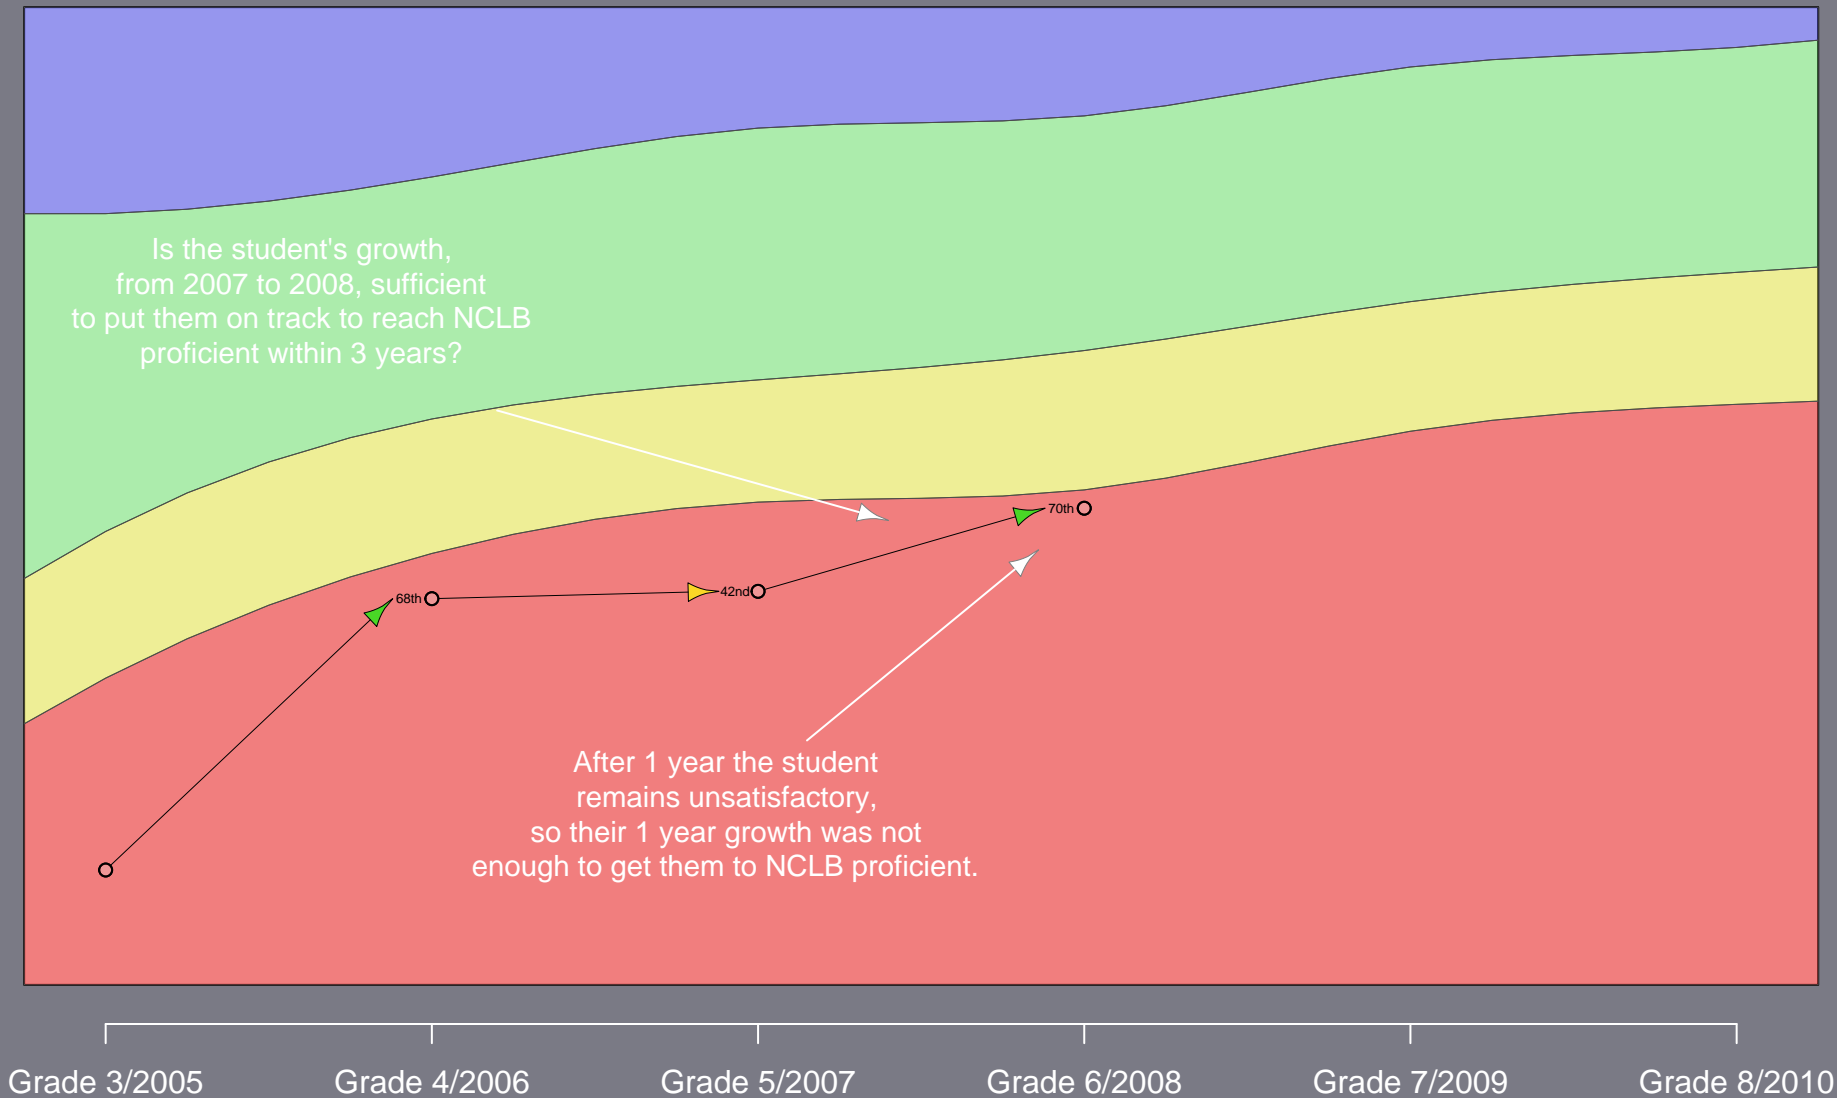 Is the student's growth,
from 2007 to 2008, sufficient
to put them on track to reach NCLB
proficient within 3 years?
70th
68th
42nd
After 1 year the student
remains unsatisfactory,
so their 1 year growth was not
enough to get them to NCLB proficient.
Grade 3/2005
Grade 4/2006
Grade 5/2007
Grade 6/2008
Grade 7/2009
Grade 8/2010